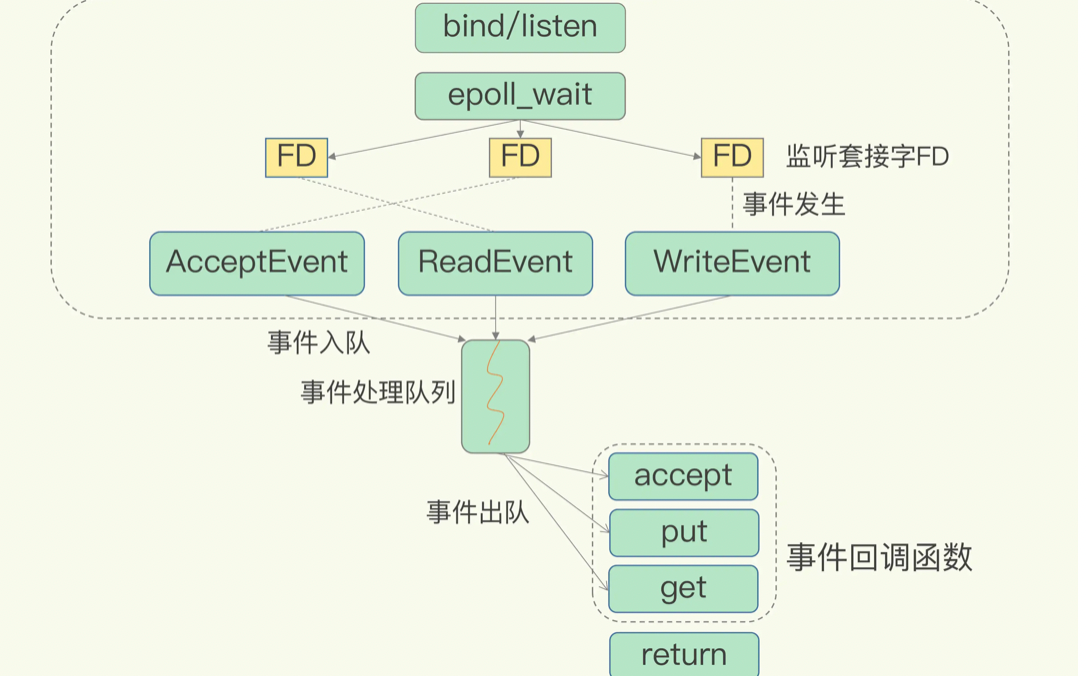 bind/listen
epoll_wait
FD FD FD 监听套接字FD
事件发生
AcceptEvent ReadEvent WriteEvent
事件入队
事件处理队列
accept
事件出队
put
事件回调函数
get
return